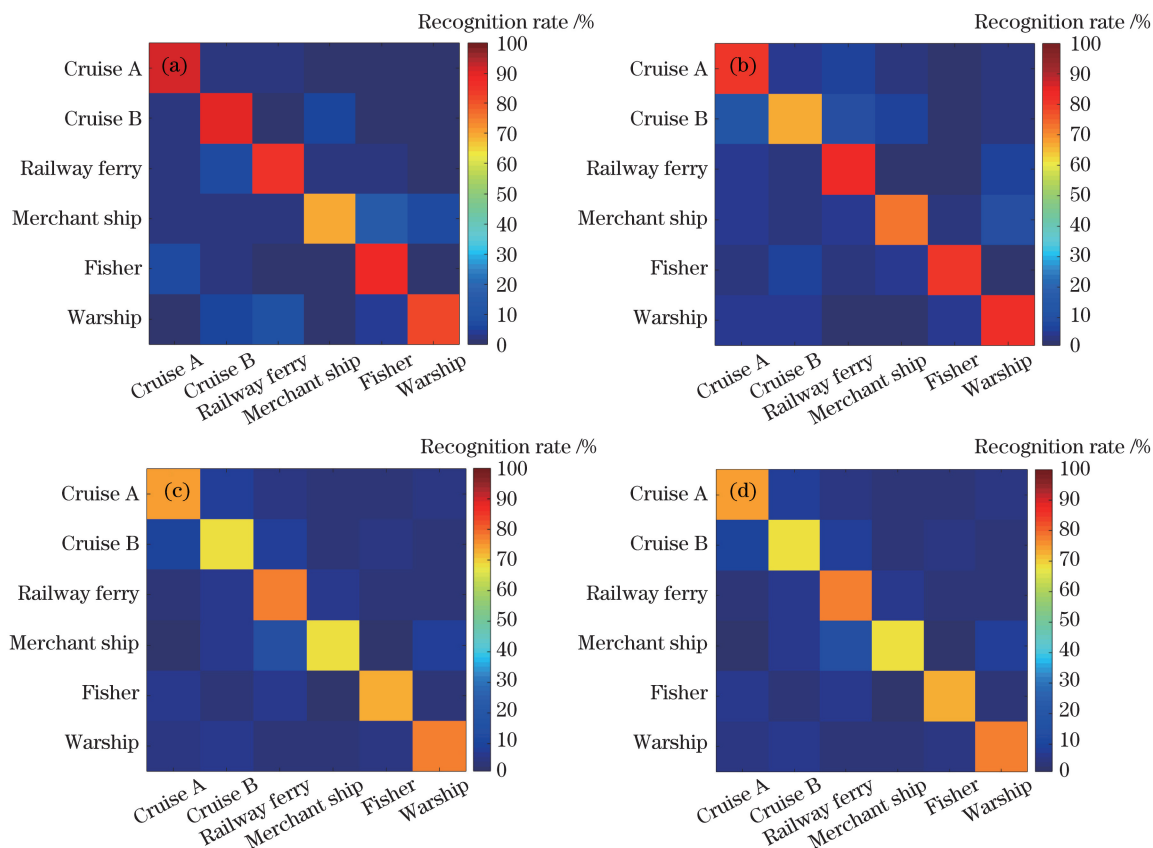 Recognition rate /%
(a)
Cruise A
Cruise B
Railway ferry
Merchant ship
Fisher
Warship
Cruise A
Cruise B
Railway ferry
Merchant ship
Fisher
Warship
100
90
80
70
60
50
40
30
20
10
0
Recognition rate /%
(b)
Cruise A
Cruise B
Railway ferry
Merchant ship
Fisher
Warship
Cruise A
Cruise B
Railway ferry
Merchant ship
Fisher
Warship
100
90
80
70
60
50
40
30
20
10
0
Recognition rate /%
(c)
Cruise A
Cruise B
Railway ferry
Merchant ship
Fisher
Warship
Cruise A
Cruise B
Railway ferry
Merchant ship
Fisher
Warship
100
90
80
70
60
50
40
30
20
10
0
Recognition rate /%
(d)
Cruise A
Cruise B
Railway ferry
Merchant ship
Fisher
Warship
Cruise A
Cruise B
Railway ferry
Merchant ship
Fisher
Warship
100
90
80
70
60
50
40
30
20
10
0